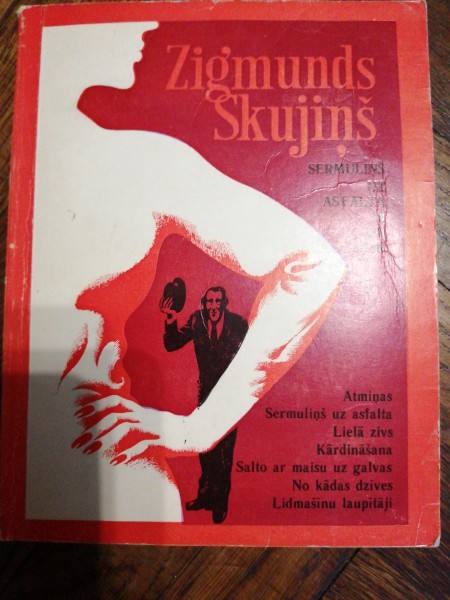 Zigmunds
Skujiņš
SERMULIŅŠ
UZ
ASFALTA
Atmiņas
Sermuliņš uz asfalta
Lielā zivs
Kārdināšana
Salto ar maisu uz galvas
No kādas dzīves
Lidmašīnu laupītāji